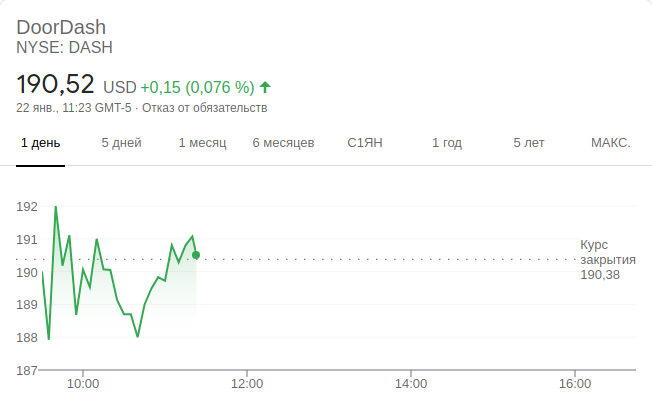 DoorDash
NYSE: DASH
190,52 USD +0,15 (0,076 %)
22 янв., 11:23 GMT-5 · Отказ от обязательств
1 день 5 дней 1 месяц 6 месяцев С1ЯН 1 год 5 лет МАКС.
192
191
Курс
закрытия
190,38
190
189
188
187
10:00 12:00 14:00 16:00